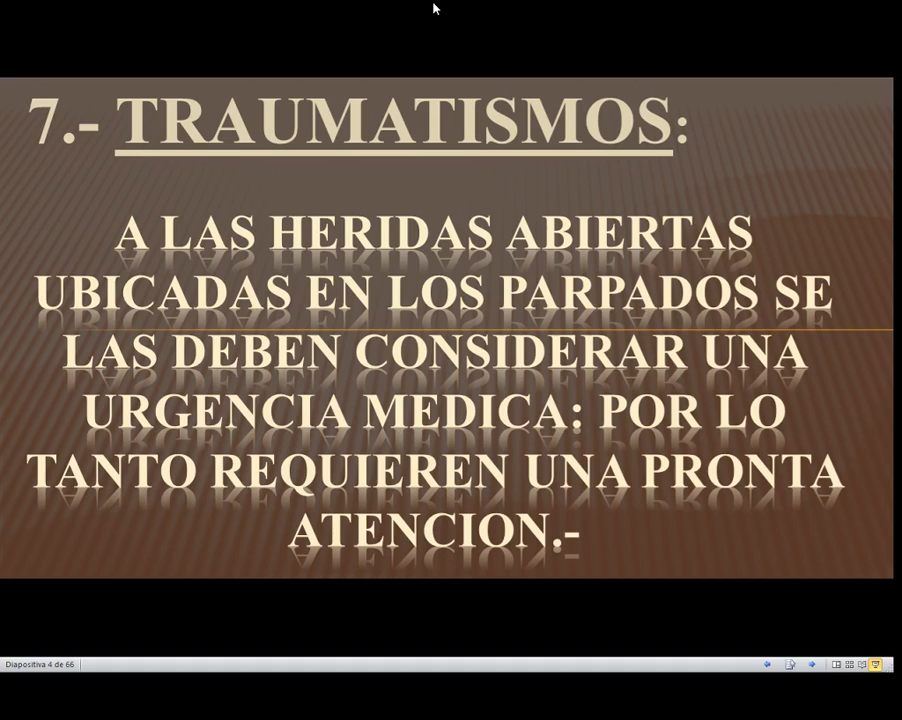 7.- TRAUMATISMOS:
A LAS HERIDAS ABIERTAS
UBICADAS EN LOS PARPADOS SE
LAS DEBEN CONSIDERAR UNA
URGENCIA MEDICA: POR LO
TANTO REQUIEREN UNA PRONTA
ATENCION.-
Diapositiva 4 de 66